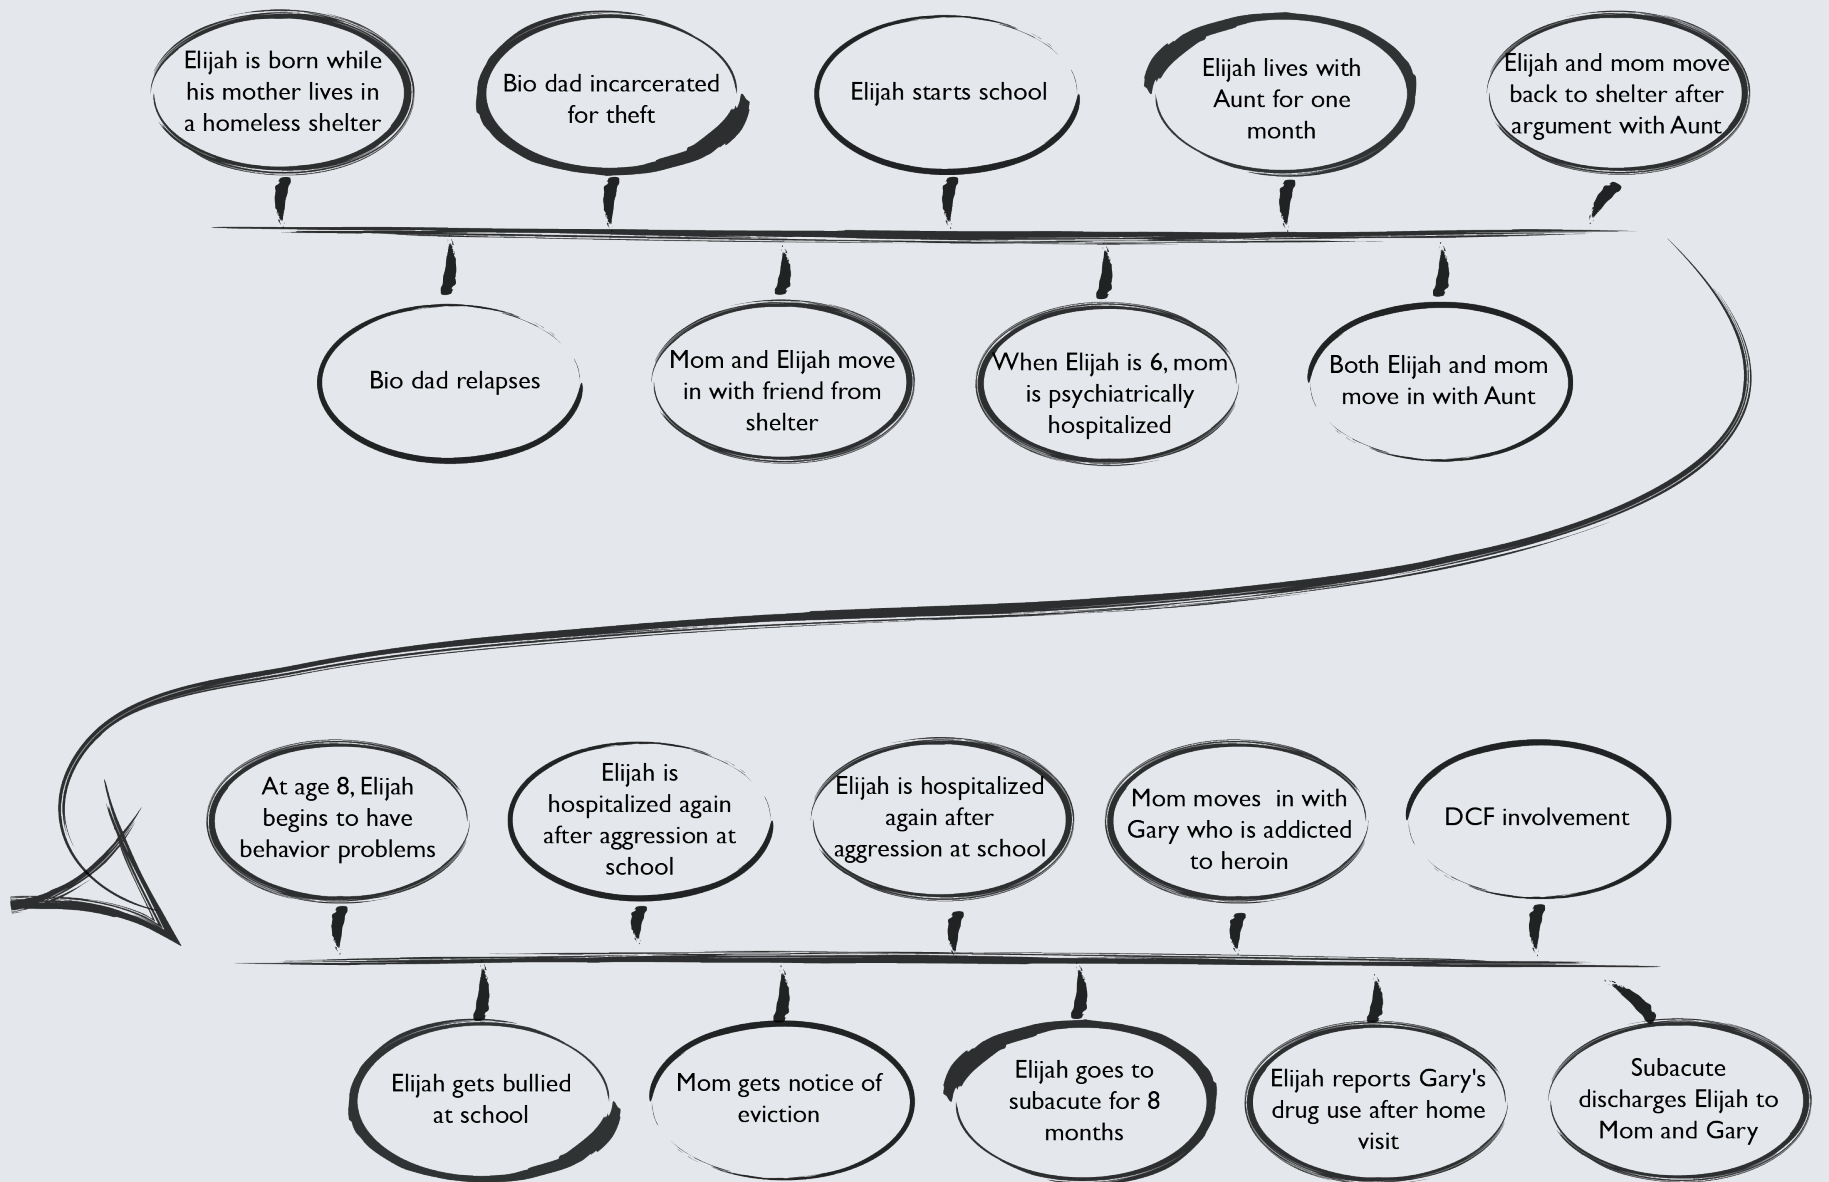 Elijah is born while
his mother lives in
a homeless shelter
Bio dad relapses
Bio dad incarcerated
for theft
Mom and Elijah move
in with friend from
shelter
Elijah starts school
When Elijah is 6, mom
is psychiatrically
hospitalized
Elijah lives with
Aunt for one
month
Both Elijah and mom
move in with Aunt
Elijah and mom move
back to shelter after
argument with Aunt
At age 8, Elijah
begins to have
behavior problems
Elijah gets bullied
at school
Elijah is
hospitalized again
after aggression at
school
Mom gets notice of
eviction
Elijah is hospitalized
again after
aggression at school
Elijah goes to
subacute for 8
months
Mom moves  in with
Gary who is addicted
to heroin
Elijah reports Gary's
drug use after home
visit
DCF involvement
Subacute
discharges Elijah to
Mom and Gary